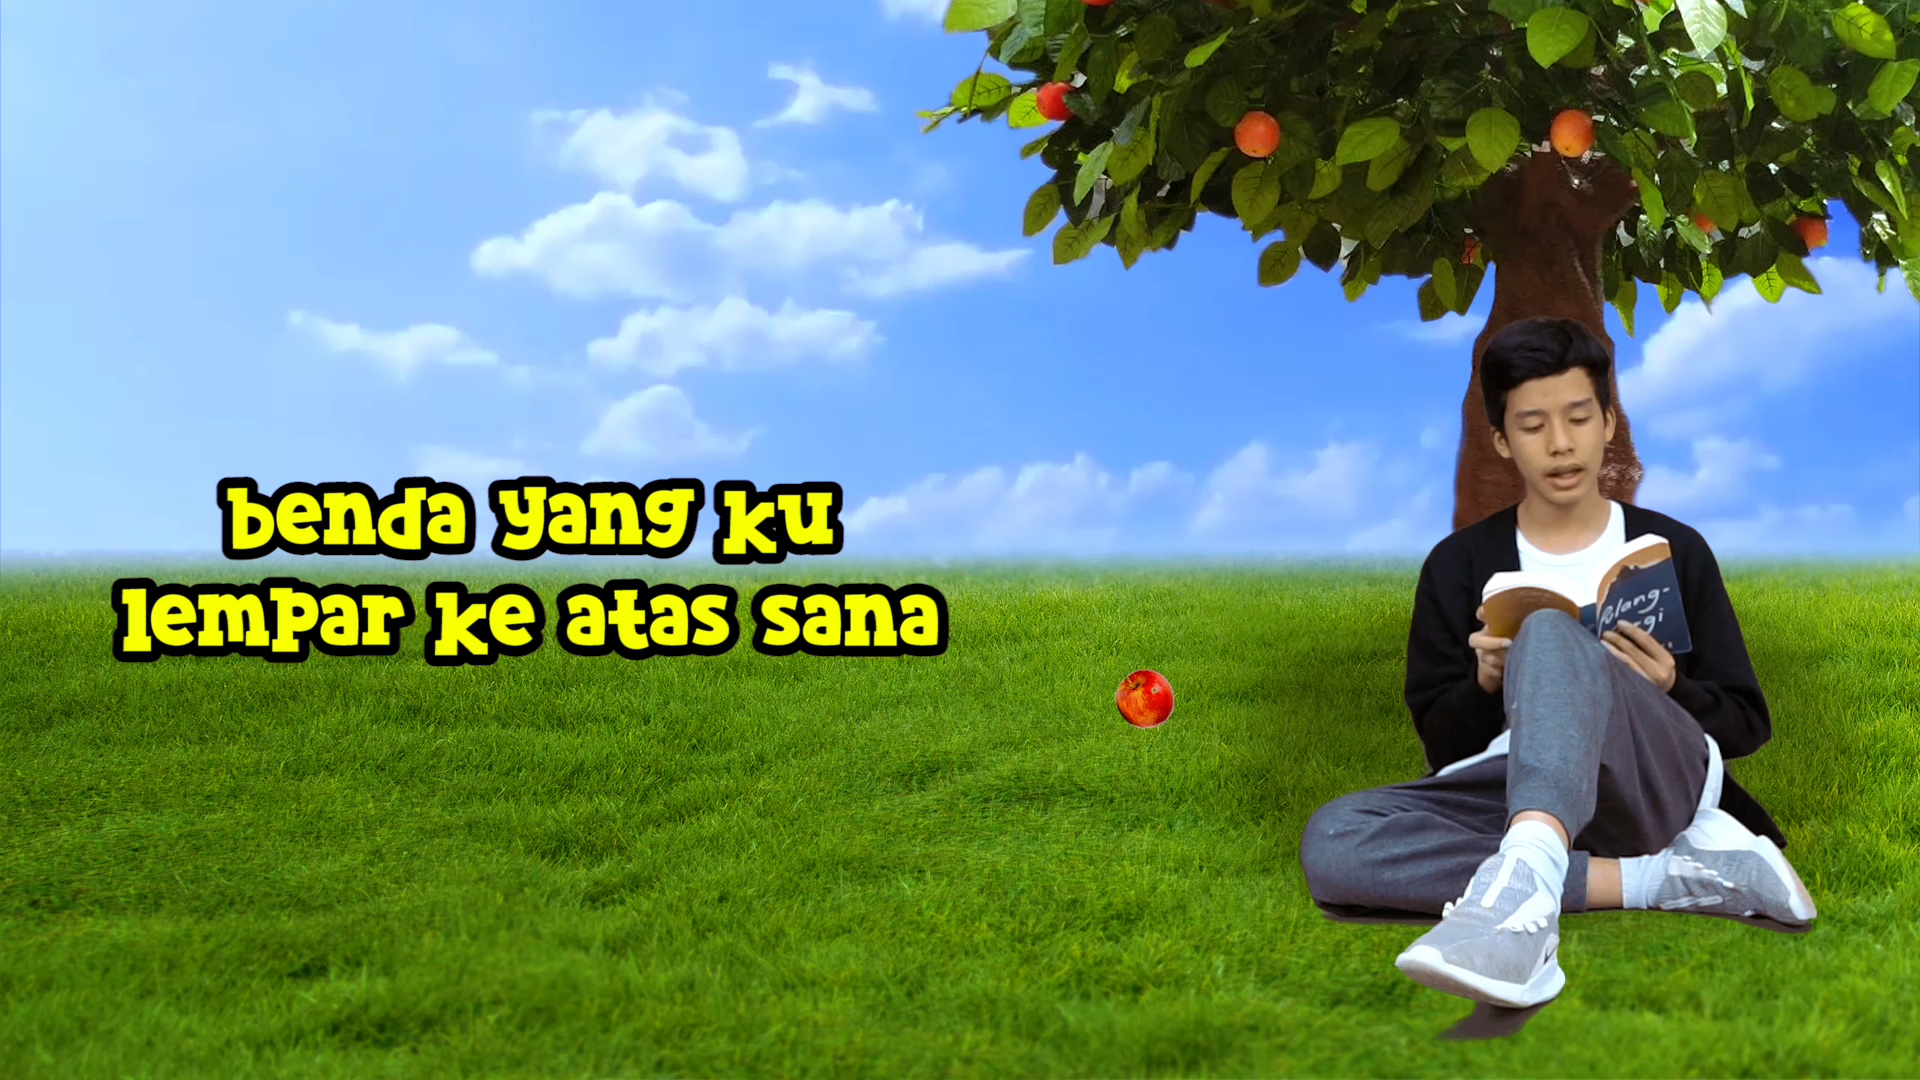 benda yang ku
lempar ke atas sana